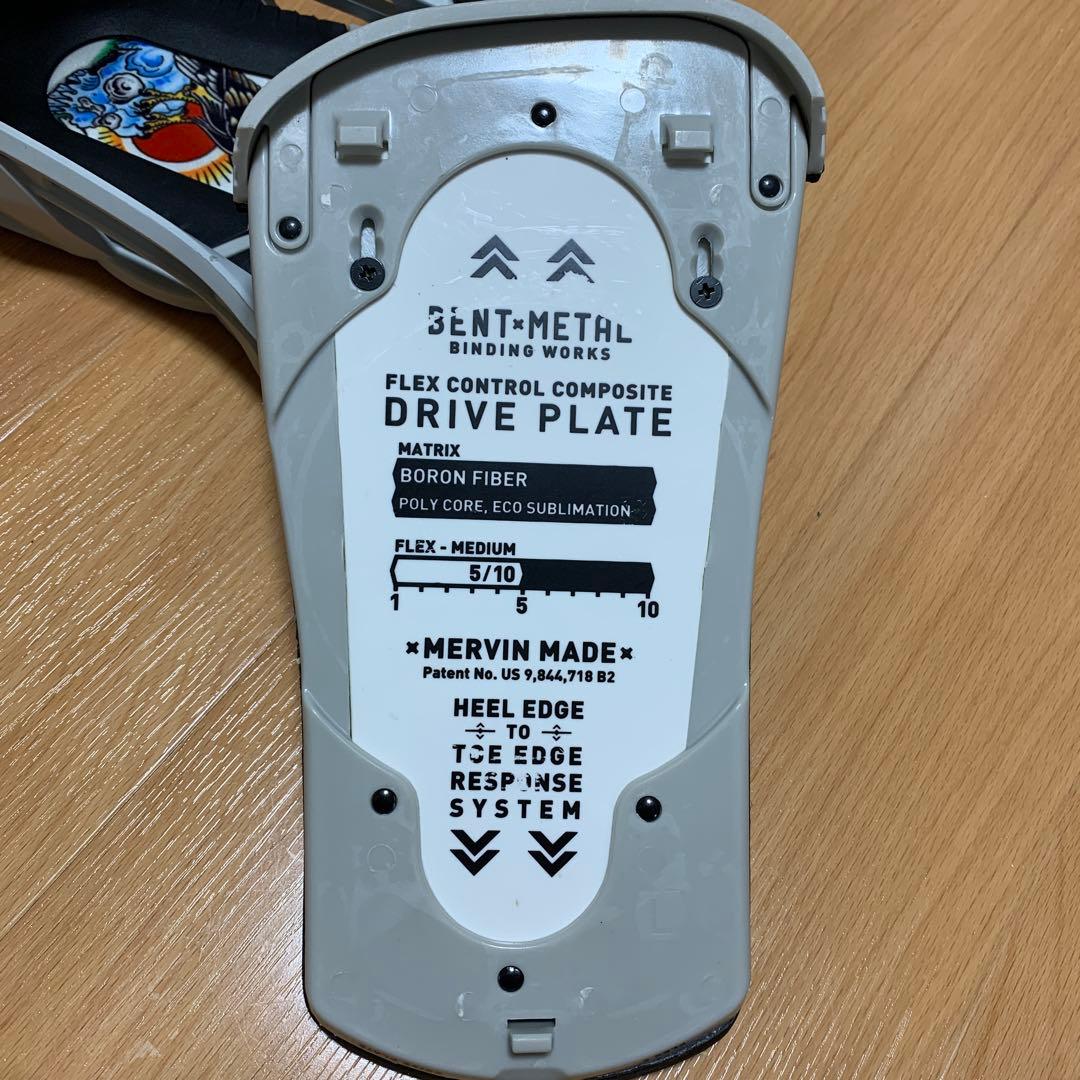 BENT×METAL
BINDING WORKS
FLEX CONTROL COMPOSITE
DRIVE PLATE
MATRIX
BORON FIBER
POLY CORE, ECO SUBLIMATION
FLEX - MEDIUM
5/10
1 5 10
×MERVIN MADE×
Patent No. US 9,844,718 B2
HEEL EDGE
TO
TOE EDGE
RESPONSE
SYSTEM
L